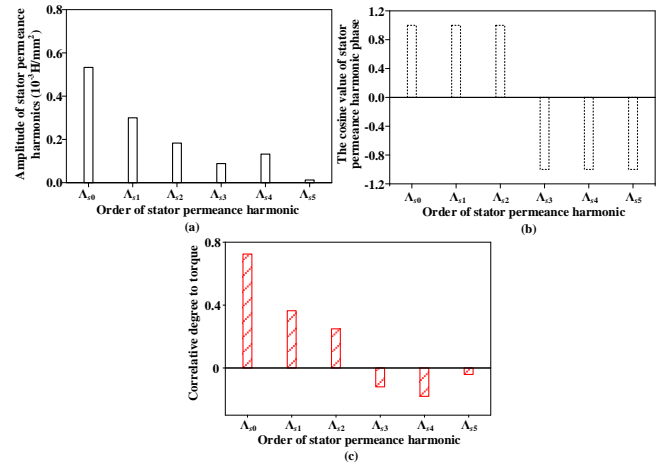 (a)
Amplitude of stator permeance
harmonics (10⁻³H/mm²)
0.8
0.6
0.4
0.2
0.0
Λs0 Λs1 Λs2 Λs3 Λs4 Λs5
Order of stator permeance harmonic
(a)
The cosine value of stator
permeance harmonic phase
1.2
0.8
0.4
0.0
-0.4
-0.8
-1.2
Λs0 Λs1 Λs2 Λs3 Λs4 Λs5
Order of stator permeance harmonic
(b)
Correlative degree to torque
0.8
0.4
0
Λs0 Λs1 Λs2 Λs3 Λs4 Λs5
Order of stator permeance harmonic
(c)